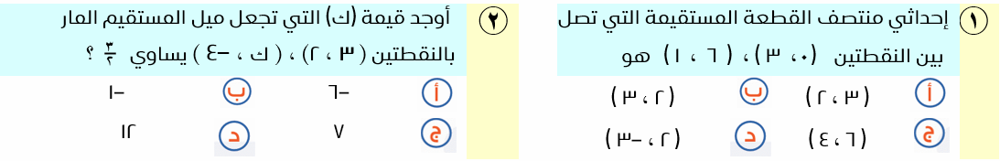 ١ إحداثي منتصف القطعة المستقيمة التي تصل
بين النقطتين (٠، ٣)، (٦ ، ١) هو
أ (٣، ٢) ب (٢، ٣)
ج (٦، ٤) د (٢، -٣)
٢ أوجد قيمة (ك) التي تجعل ميل المستقيم المار
بالنقطتين (٣ ، ٢)، (ك ، -٤) يساوي ٣/٢ ؟
أ -٦ ب -١
ج ٧ د ١٢